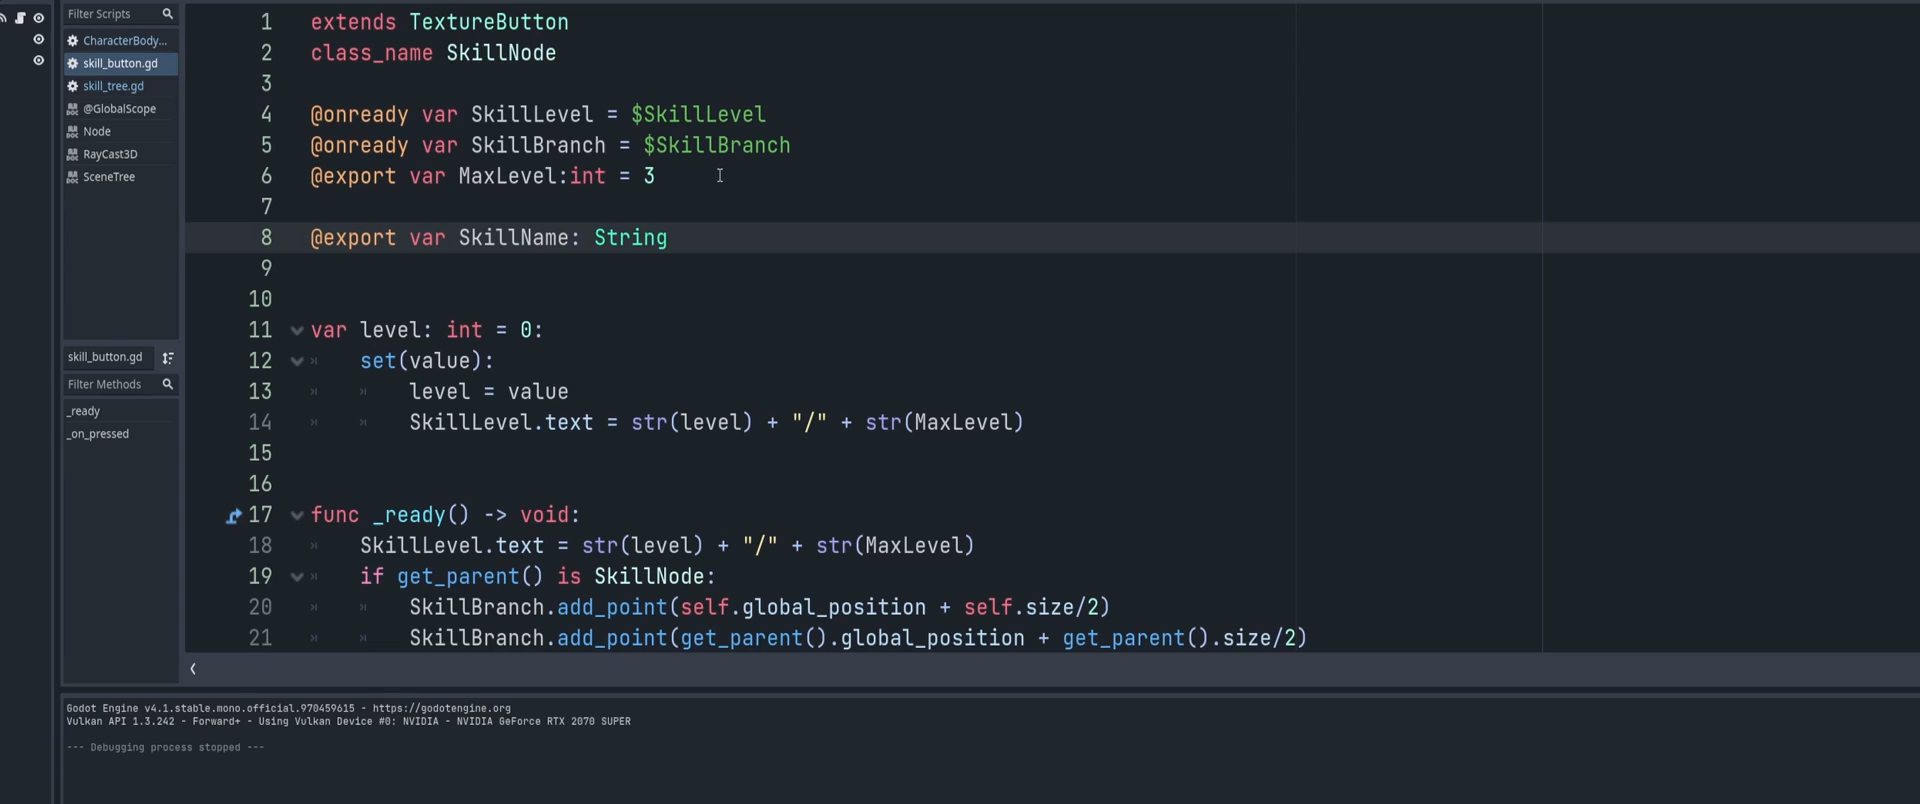 Filter Scripts
CharacterBody...
skill_button.gd
skill_tree.gd
@GlobalScope
Node
RayCast3D
SceneTree
skill_button.gd
Filter Methods
_ready
_on_pressed
1 extends TextureButton
2 class_name SkillNode
3
4 @onready var SkillLevel = $SkillLevel
5 @onready var SkillBranch = $SkillBranch
6 @export var MaxLevel:int = 3
7
8 @export var SkillName: String
9
10
11 var level: int = 0:
12 set(value):
13 level = value
14 SkillLevel.text = str(level) + "/" + str(MaxLevel)
15
16
17 func _ready() -> void:
18 SkillLevel.text = str(level) + "/" + str(MaxLevel)
19 if get_parent() is SkillNode:
20 SkillBranch.add_point(self.global_position + self.size/2)
21 SkillBranch.add_point(get_parent().global_position + get_parent().size/2)
Godot Engine v4.1.stable.mono.official.970459615 - https://godotengine.org
Vulkan API 1.3.242 - Forward+ - Using Vulkan Device #0: NVIDIA - NVIDIA GeForce RTX 2070 SUPER
--- Debugging process stopped ---